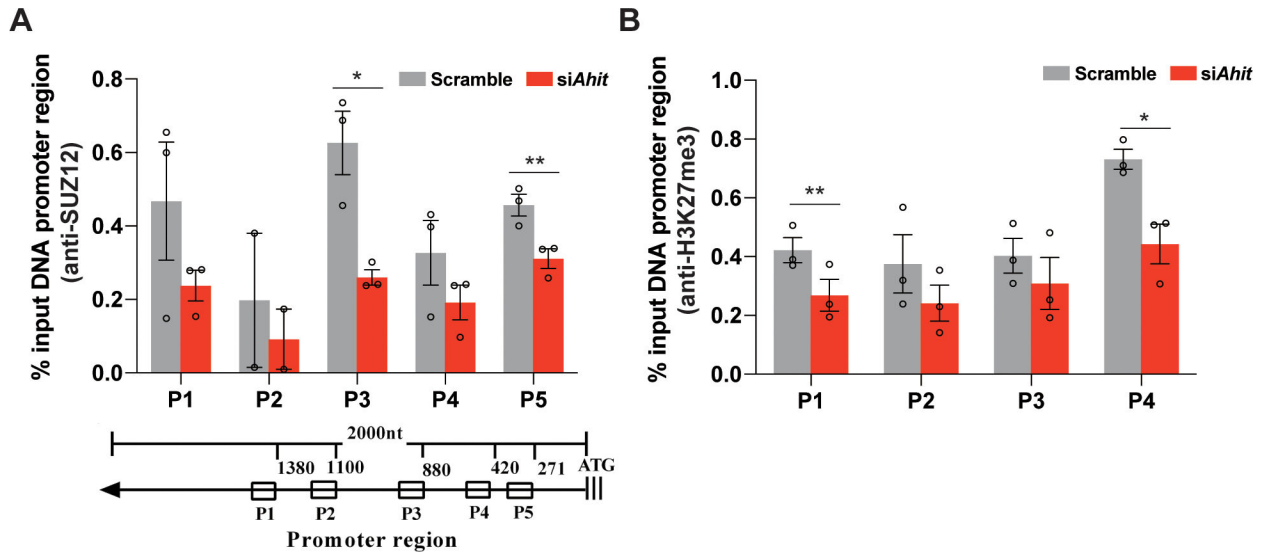 A
Scramble
siAhit
% input DNA promoter region
(anti-SUZ12)
0.8
0.6
0.4
0.2
0.0
*
**
P1
P2
P3
P4
P5
2000nt
1380
1100
880
420
271
ATG
P1
P2
P3
P4
P5
Promoter region
B
Scramble
siAhit
% input DNA promoter region
(anti-H3K27me3)
1.0
0.8
0.6
0.4
0.2
0.0
**
*
P1
P2
P3
P4